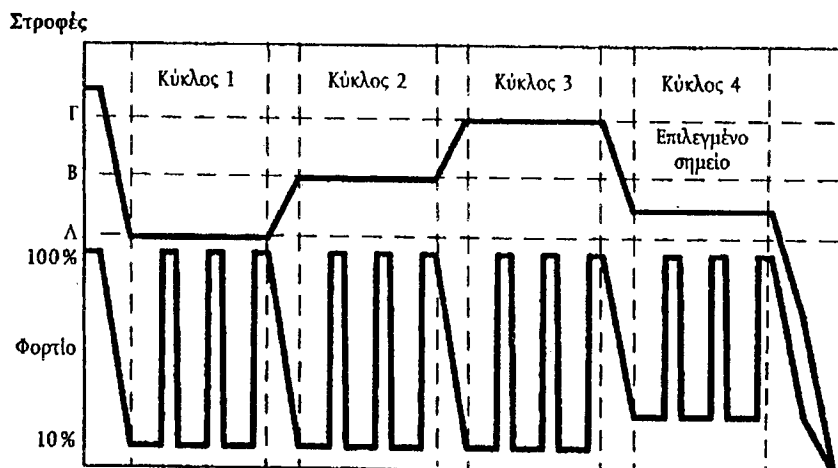 Στροφές
Κύκλος 1
Κύκλος 2
Κύκλος 3
Κύκλος 4
Γ
Επιλεγμένο
σημείο
Β
Λ
100%
Φορτίο
10%